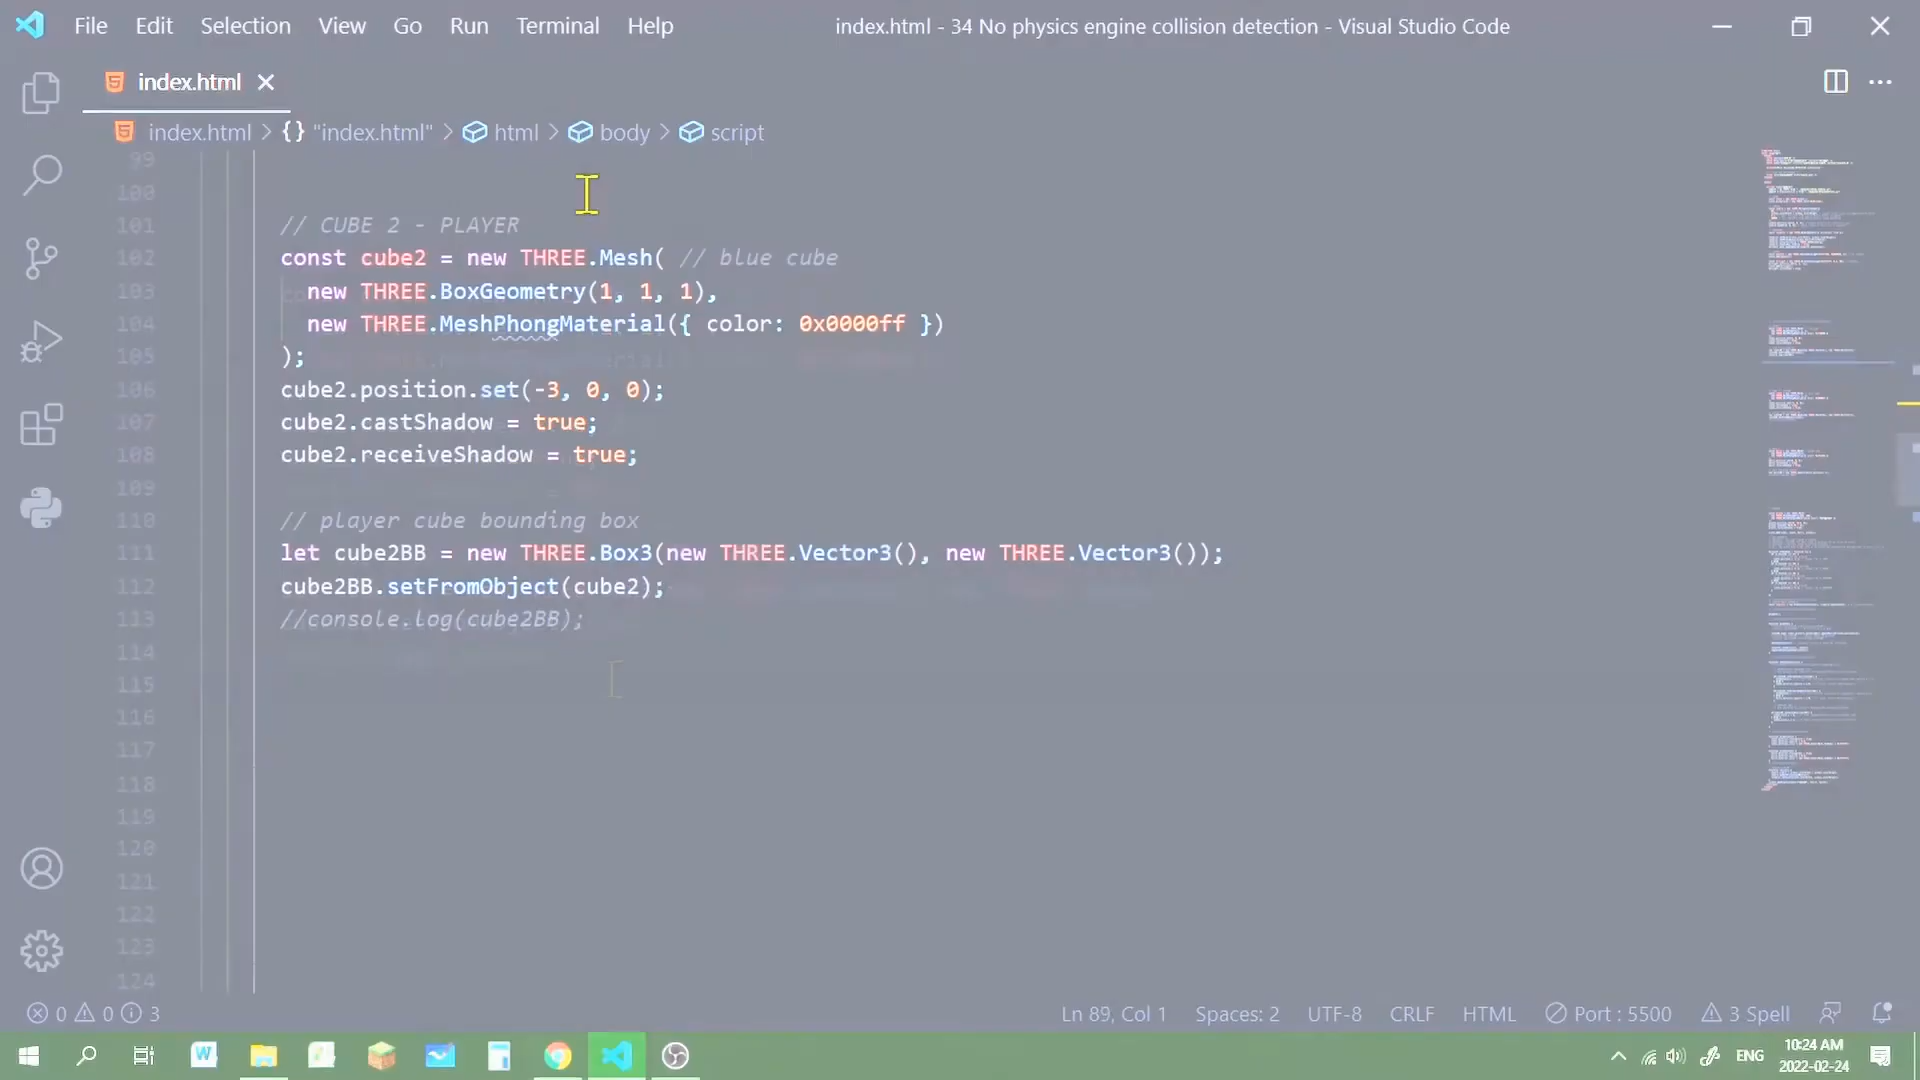 File Edit Selection View Go Run Terminal Help
index.html - 34 No physics engine collision detection - Visual Studio Code
index.html
index.html > {} "index.html" > html > body > script
99
100
101 // CUBE 2 - PLAYER
102 const cube2 = new THREE.Mesh( // blue cube
103 new THREE.BoxGeometry(1, 1, 1),
104 new THREE.MeshPhongMaterial({ color: 0x0000ff })
105 );
106 cube2.position.set(-3, 0, 0);
107 cube2.castShadow = true;
108 cube2.receiveShadow = true;
109
110 // player cube bounding box
111 let cube2BB = new THREE.Box3(new THREE.Vector3(), new THREE.Vector3());
112 cube2BB.setFromObject(cube2);
113 //console.log(cube2BB);
114
115
116
117
118
119
120
121
122
123
124
0 0 3
Ln 89, Col 1 Spaces: 2 UTF-8 CRLF HTML Port : 5500 3 Spell
ENG
10:24 AM
2022-02-24